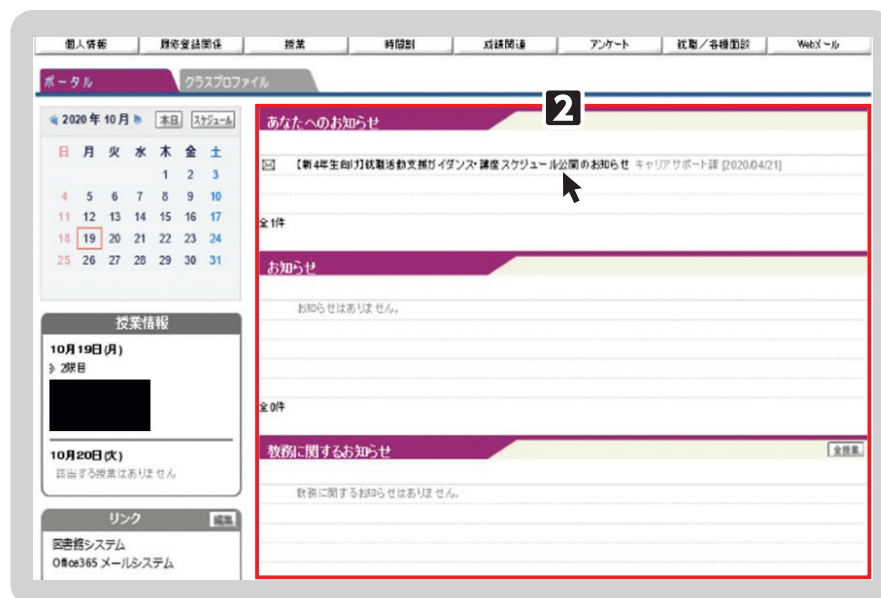 個人情報 履修登録関係 授業 時間割 成績関連 アンケート 就職／各種面談 Webメール
ポータル クラスプロファイル
2020年10月 本日 スケジュール
日 月 火 水 木 金 土
1 2 3
4 5 6 7 8 9 10
11 12 13 14 15 16 17
18 19 20 21 22 23 24
25 26 27 28 29 30 31
授業情報
10月19日(月)
2限目
10月20日(火)
該当する授業はありません
リンク 編集
図書館システム
Office365 メールシステム
2
あなたへのお知らせ
【新4年生向け】就職活動支援ガイダンス・講座スケジュール公開のお知らせ キャリアサポート課 [2020/04/21]
全1件
お知らせ
お知らせはありません。
全0件
教務に関するお知らせ 全授業
教務に関するお知らせはありません。